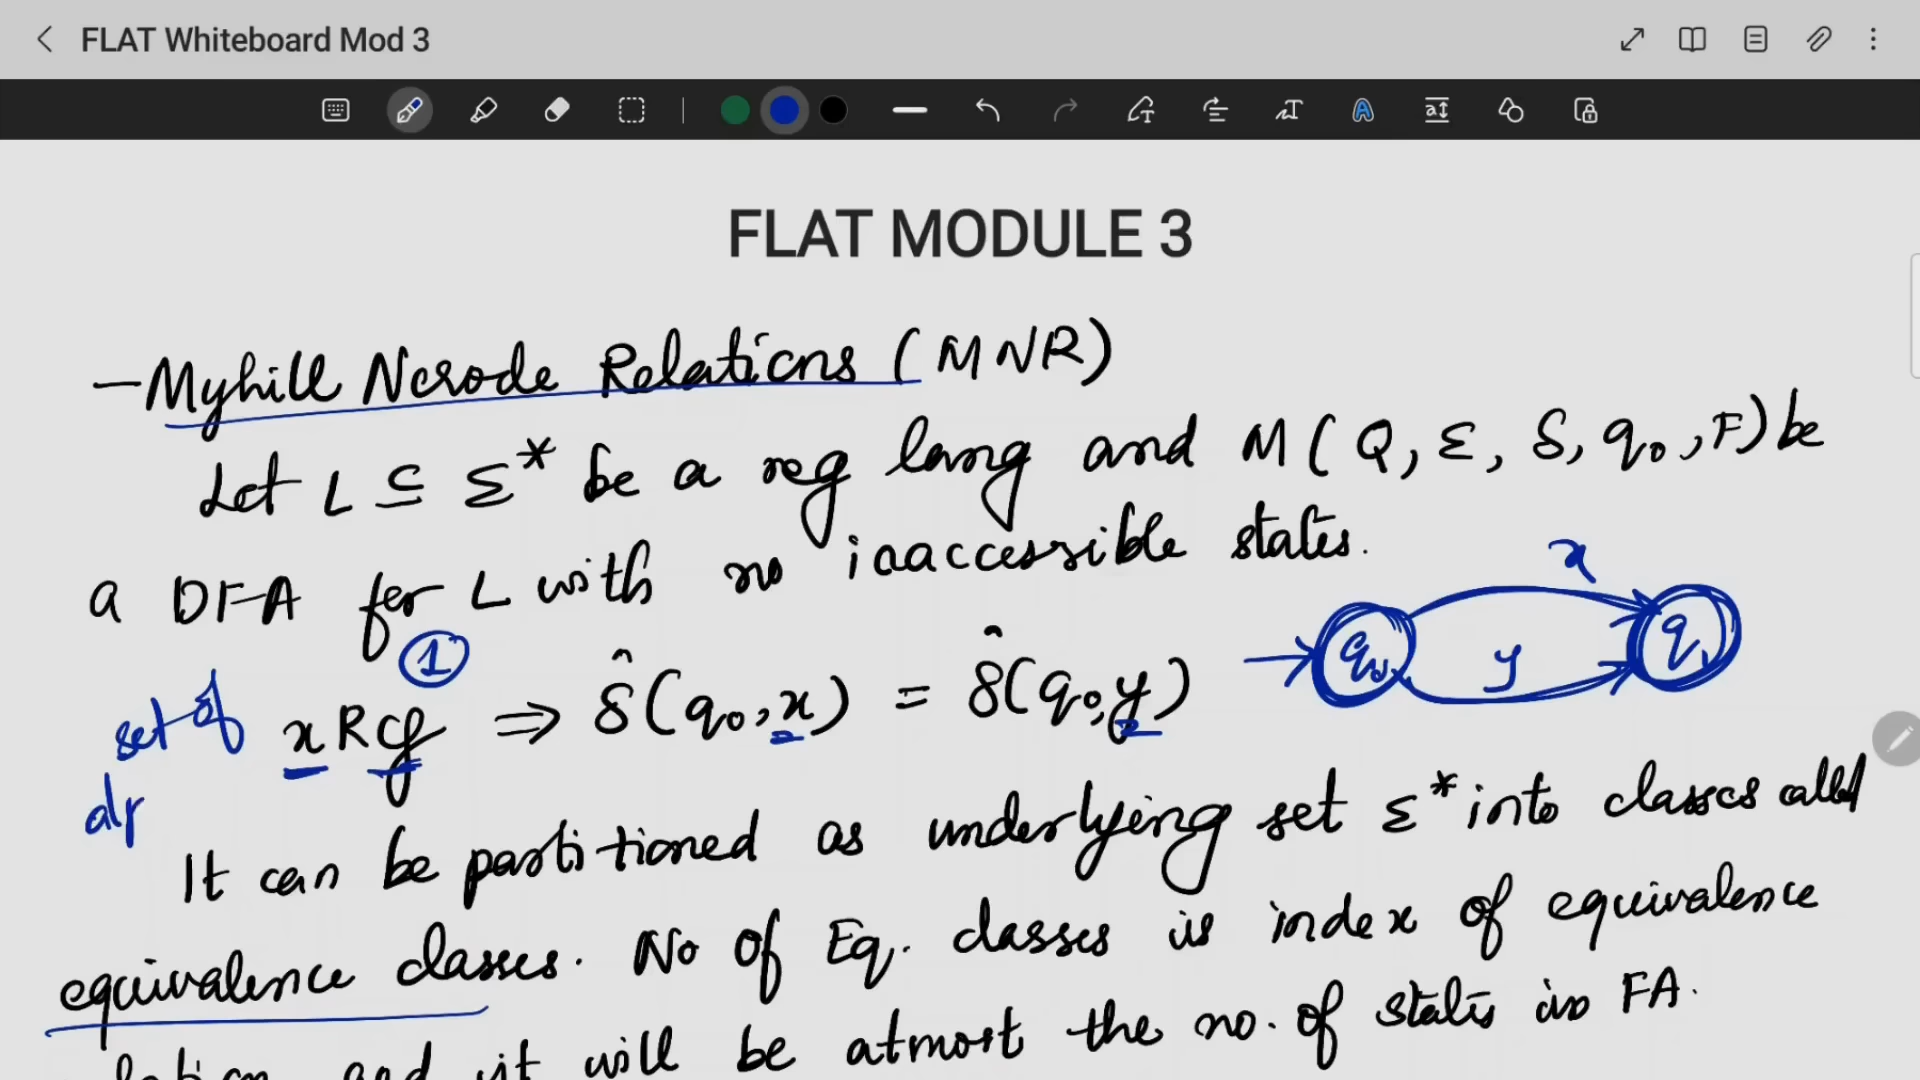 FLAT Whiteboard Mod 3
FLAT MODULE 3
— Myhill Nerode Relations (MNR)
Let L ⊆ Σ* be a reg lang and M(Q, Σ, δ, q₀, F) be
a DFA for L with no inaccessible states.
x
①
set of x R y ⇒ δ̂(q₀, x) = δ̂(q₀, y) → q₀ y q₁
It can be partitioned as underlying set Σ* into classes called
equivalence classes. No of Eq. classes is index of equivalence
and it will be atmost the no. of states in FA.